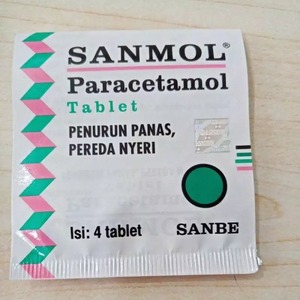 SANMOL®
Paracetamol
Tablet
PENURUN PANAS,
PEREDA NYERI
Isi: 4 tablet
SANBE